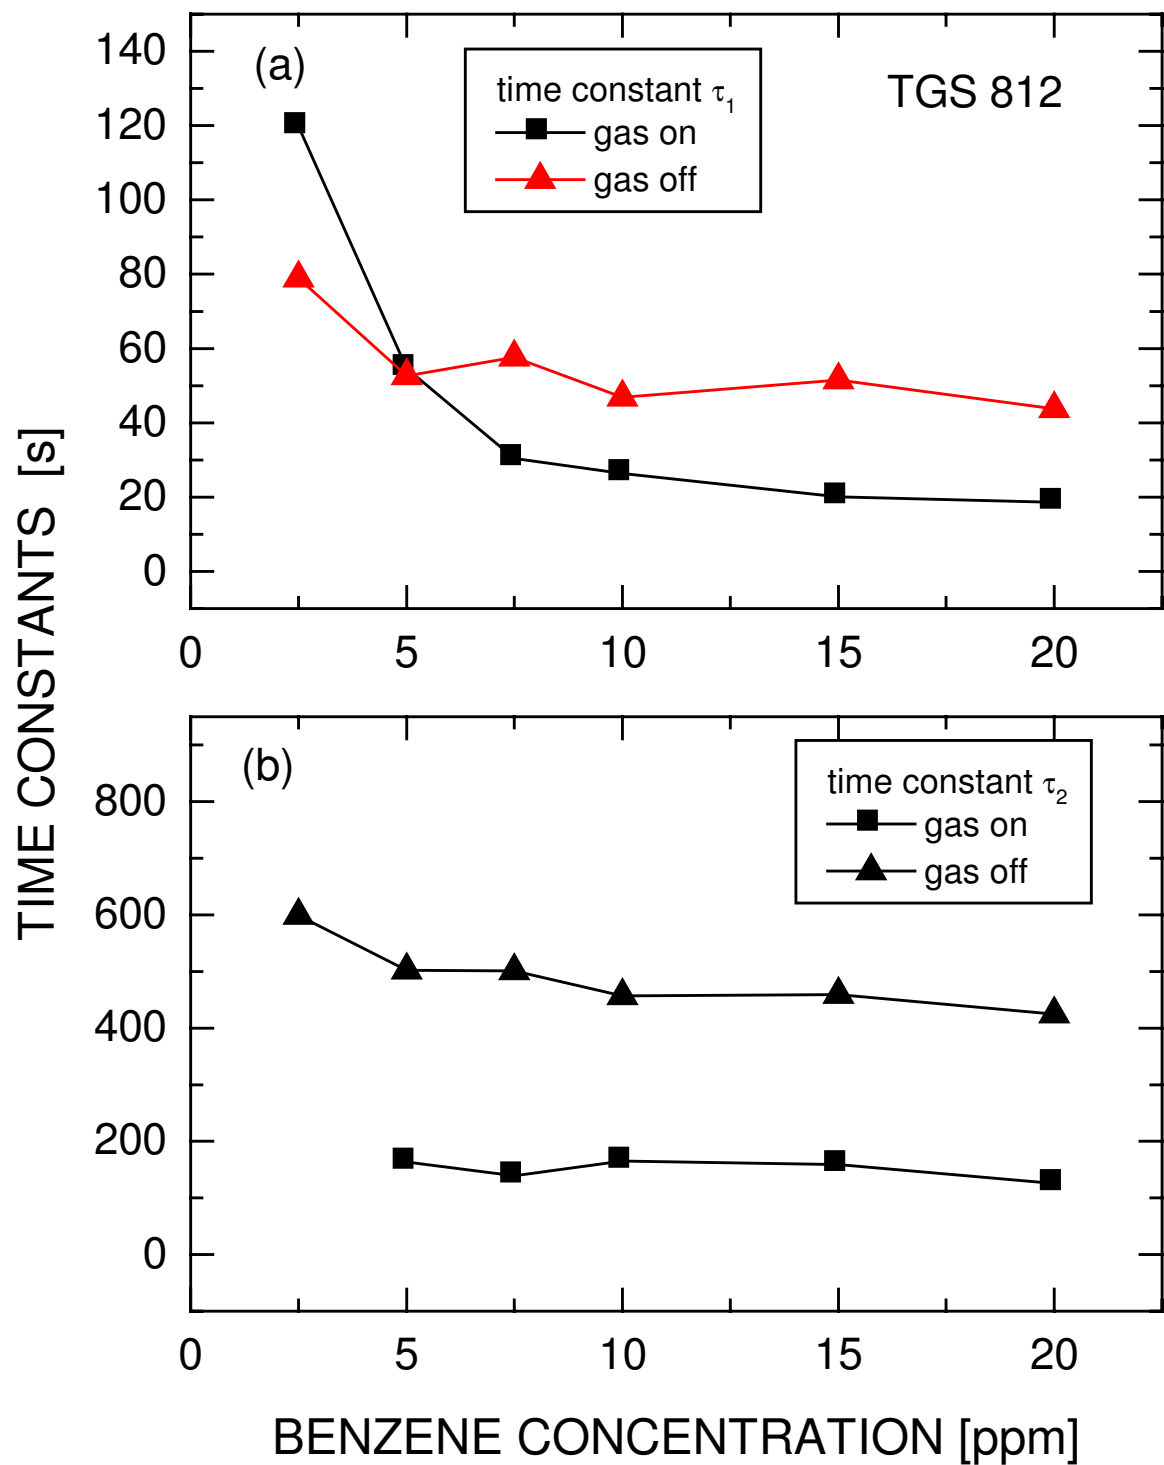 TIME CONSTANTS [s]
(a)
TGS 812
time constant τ1
gas on
gas off
140
120
100
80
60
40
20
0
0 5 10 15 20
(b)
time constant τ2
gas on
gas off
800
600
400
200
0
0 5 10 15 20
BENZENE CONCENTRATION [ppm]